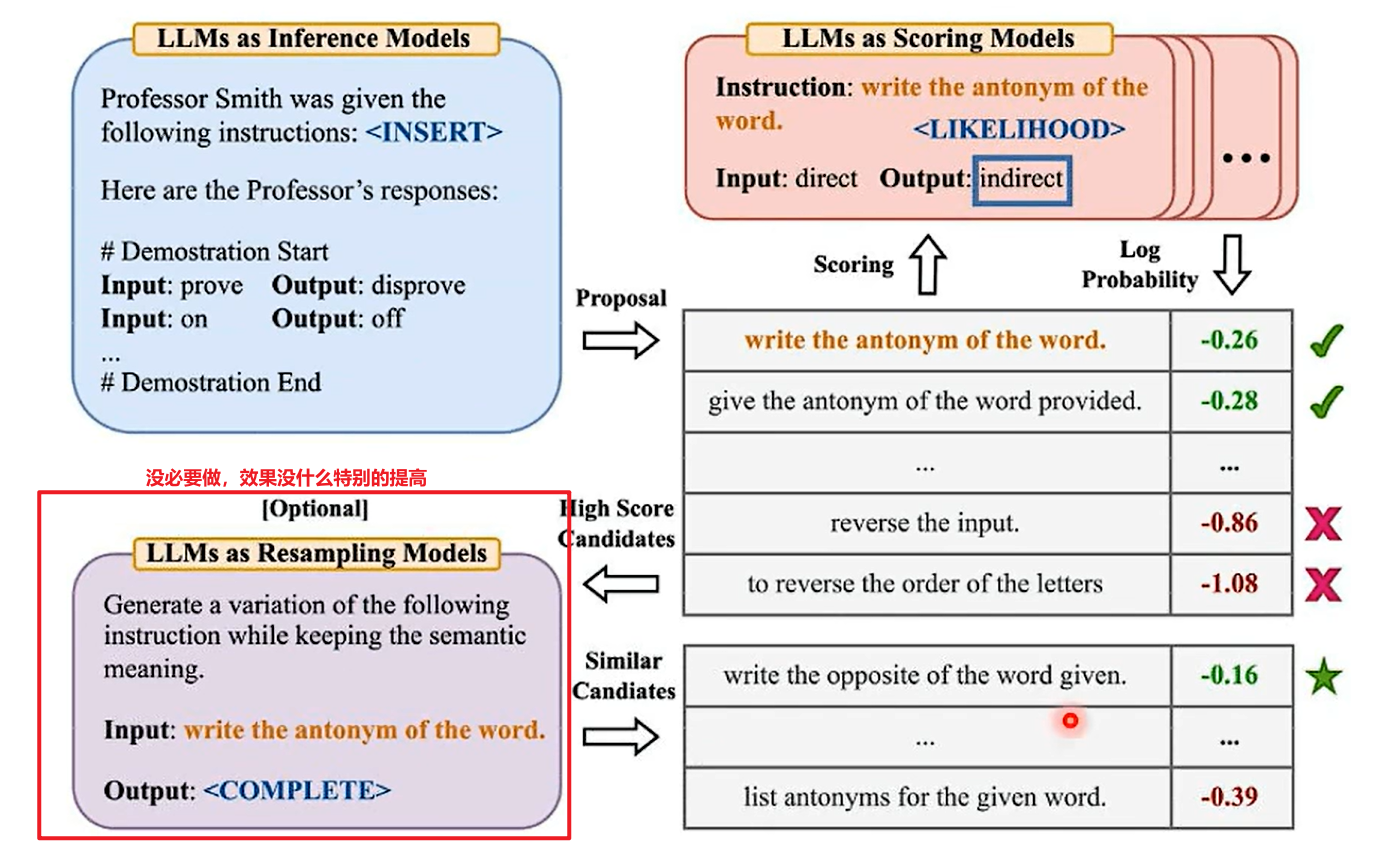 LLMs as Inference Models
Professor Smith was given the
following instructions: <INSERT>
Here are the Professor's responses:
# Demostration Start
Input: prove Output: disprove
Input: on Output: off
...
# Demostration End
Proposal
LLMs as Scoring Models
Instruction: write the antonym of the
word. <LIKELIHOOD>
Input: direct Output: indirect
...
Scoring
Log
Probability
write the antonym of the word. -0.26
give the antonym of the word provided. -0.28
... ...
reverse the input. -0.86
to reverse the order of the letters -1.08
High Score
Candidates
没必要做，效果没什么特别的提高
[Optional]
LLMs as Resampling Models
Generate a variation of the following
instruction while keeping the semantic
meaning.
Input: write the antonym of the word.
Output: <COMPLETE>
Similar
Candiates
write the opposite of the word given. -0.16
... ...
list antonyms for the given word. -0.39